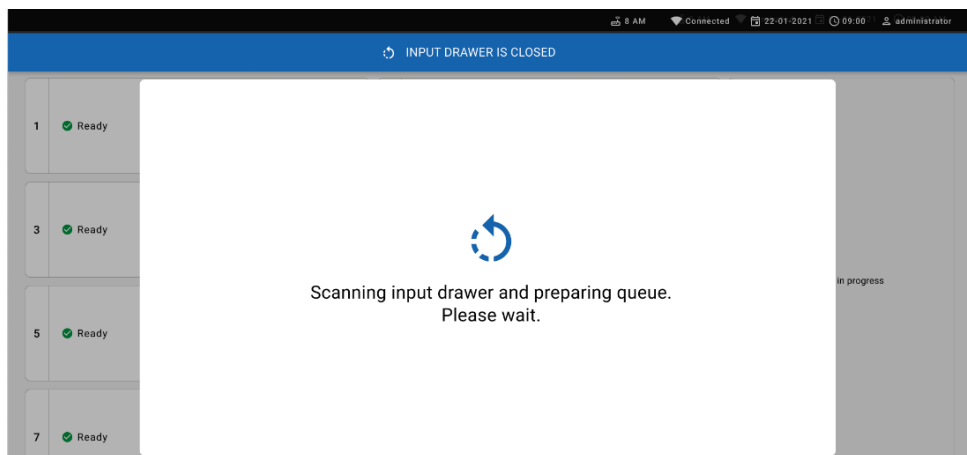 8 AM Connected 22-01-2021 09:00 administrator
INPUT DRAWER IS CLOSED
1 Ready
3 Ready
Scanning input drawer and preparing queue.
Please wait.
in progress
5 Ready
7 Ready